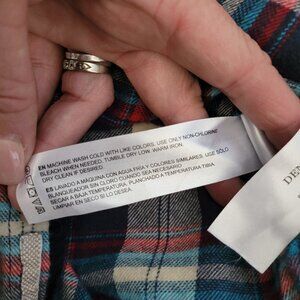 EN MACHINE WASH COLD WITH LIKE COLORS. USE ONLY NON-CHLORINE
BLEACH WHEN NEEDED. TUMBLE DRY LOW. WARM IRON.
DRY CLEAN IF DESIRED.
ES LAVADO A MÁQUINA CON AGUA FRÍA Y COLORES SIMILARES. USE SÓLO
BLANQUEADOR SIN CLORO CUANDO SEA NECESARIO.
SECAR A BAJA TEMPERATURA. PLANCHADO A TEMPERATURA
LIMPIAR EN SECO SI LO DESEA.
DE